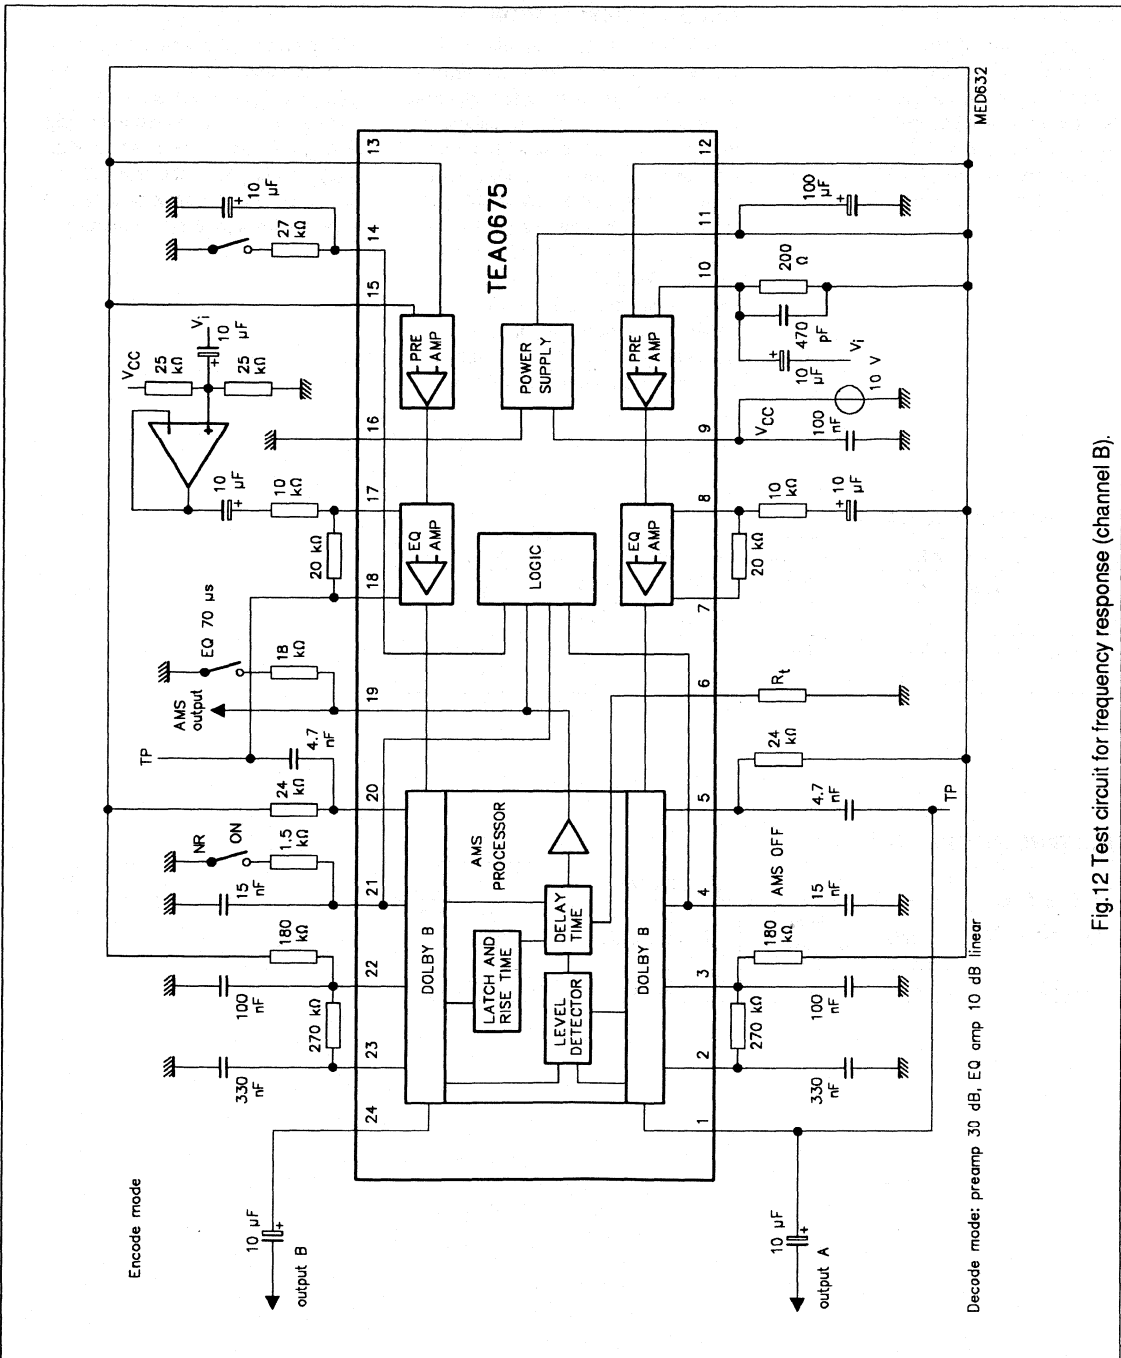 Encode mode
10 µF
+
output B
24
23
22
21
20
19
18
17
16
15
14
13
330
nF
270 kΩ
100
nF
180
kΩ
15
nF
NR
ON
1.5
kΩ
24
kΩ
4.7
nF
TP
AMS
output
EQ 70 µs
18
kΩ
20 kΩ
10
kΩ
10
µF
+
VCC
25
kΩ
25
kΩ
Vi
10
µF
+
27
kΩ
10
µF
+
DOLBY B
LATCH AND
RISE TIME
LEVEL
DETECTOR
DELAY
TIME
AMS
PROCESSOR
DOLBY B
EQ
AMP
LOGIC
EQ
AMP
PRE
AMP
POWER
SUPPLY
PRE
AMP
TEA0675
1
2
3
4
5
6
7
8
9
10
11
12
10 µF
+
output A
330
nF
270
kΩ
100
nF
180
kΩ
15
nF
AMS OFF
4.7
nF
TP
24
kΩ
Rt
20
kΩ
10
kΩ
10
µF
+
VCC
100
nF
10 V
10
µF
+
Vi
470
pF
200
Ω
100
µF
+
Decode mode: preamp 30 dB, EQ amp 10 dB linear
MED632
Fig.12 Test circuit for frequency response (channel B).